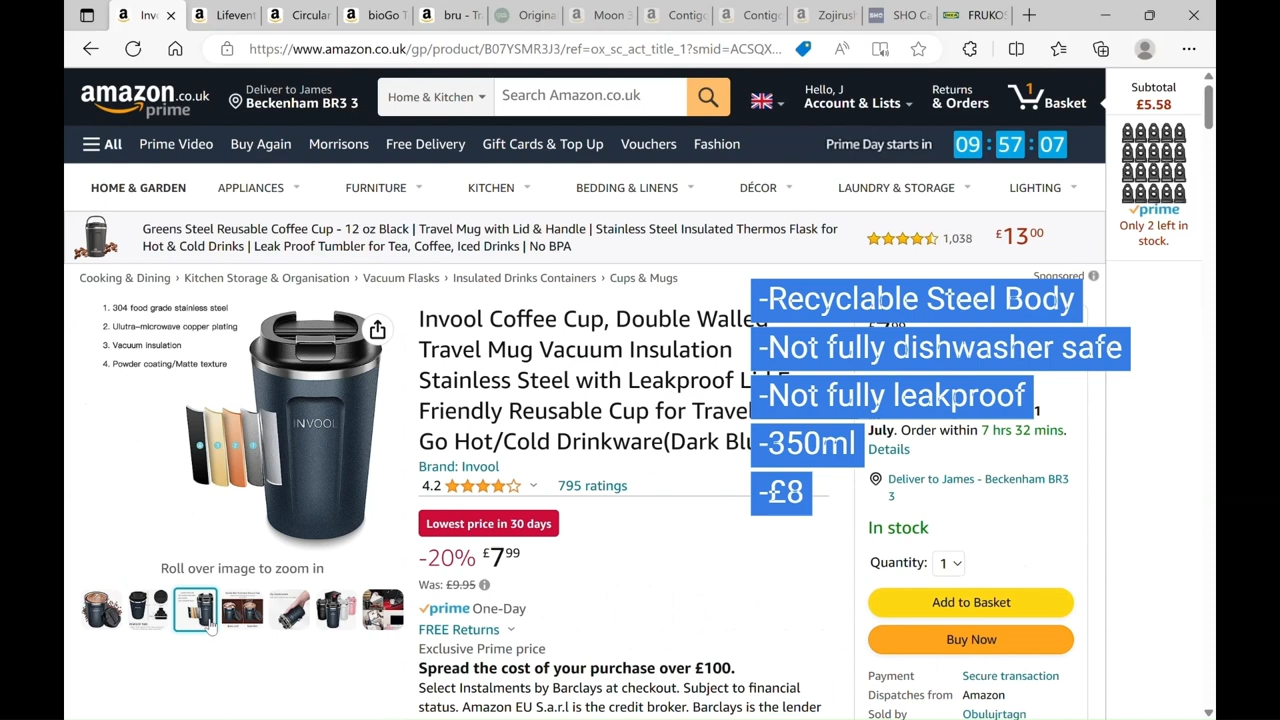 Inv
Lifevent
Circular
bioGo T
bru - Tr
Origina
Moon 3
Contigo
Contigo
Zojirush
SHO Ca
FRUKOS
https://www.amazon.co.uk/gp/product/B07YSMR3J3/ref=ox_sc_act_title_1?smid=ACSQX...
amazon.co.uk
prime
Deliver to James
Beckenham BR3 3
Home & Kitchen
Search Amazon.co.uk
Hello, J
Account & Lists
Returns
& Orders
1
Basket
Subtotal
£5.58
All
Prime Video
Buy Again
Morrisons
Free Delivery
Gift Cards & Top Up
Vouchers
Fashion
Prime Day starts in
09 : 57 : 07
HOME & GARDEN
APPLIANCES
FURNITURE
KITCHEN
BEDDING & LINENS
DÉCOR
LAUNDRY & STORAGE
LIGHTING
prime
Only 2 left in
stock.
Greens Steel Reusable Coffee Cup - 12 oz Black | Travel Mug with Lid & Handle | Stainless Steel Insulated Thermos Flask for
Hot & Cold Drinks | Leak Proof Tumbler for Tea, Coffee, Iced Drinks | No BPA
1,038
£13 00
Cooking & Dining › Kitchen Storage & Organisation › Vacuum Flasks › Insulated Drinks Containers › Cups & Mugs
Sponsored
1. 304 food grade stainless steel
2. Ulutra-microwave copper plating
3. Vacuum insulation
4. Powder coating/Matte texture
INVOOL
Roll over image to zoom in
Invool Coffee Cup, Double Walled
Travel Mug Vacuum Insulation
Stainless Steel with Leakproof
Friendly Reusable Cup for Travel
Go Hot/Cold Drinkware(Dark Blu
Brand: Invool
4.2
795 ratings
Lowest price in 30 days
-20% £7 99
Was: £9.95
prime One-Day
FREE Returns
Exclusive Prime price
Spread the cost of your purchase over £100.
Select Instalments by Barclays at checkout. Subject to financial
status. Amazon EU S.a.r.l is the credit broker. Barclays is the lender
-Recyclable Steel Body
-Not fully dishwasher safe
-Not fully leakproof
-350ml
-£8
1
July. Order within 7 hrs 32 mins.
Details
Deliver to James - Beckenham BR3
3
In stock
Quantity: 1
Add to Basket
Buy Now
Payment
Secure transaction
Dispatches from
Amazon
Sold by
Obulujrtagn